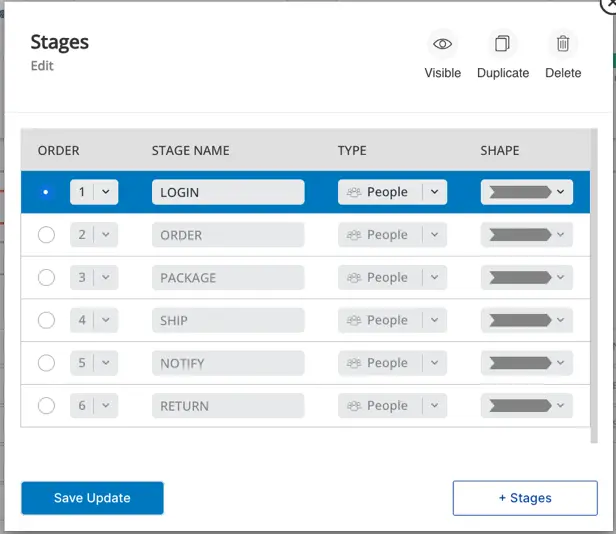 Stages
Edit
Visible Duplicate Delete
ORDER STAGE NAME TYPE SHAPE
1 LOGIN People
2 ORDER People
3 PACKAGE People
4 SHIP People
5 NOTIFY People
6 RETURN People
Save Update + Stages